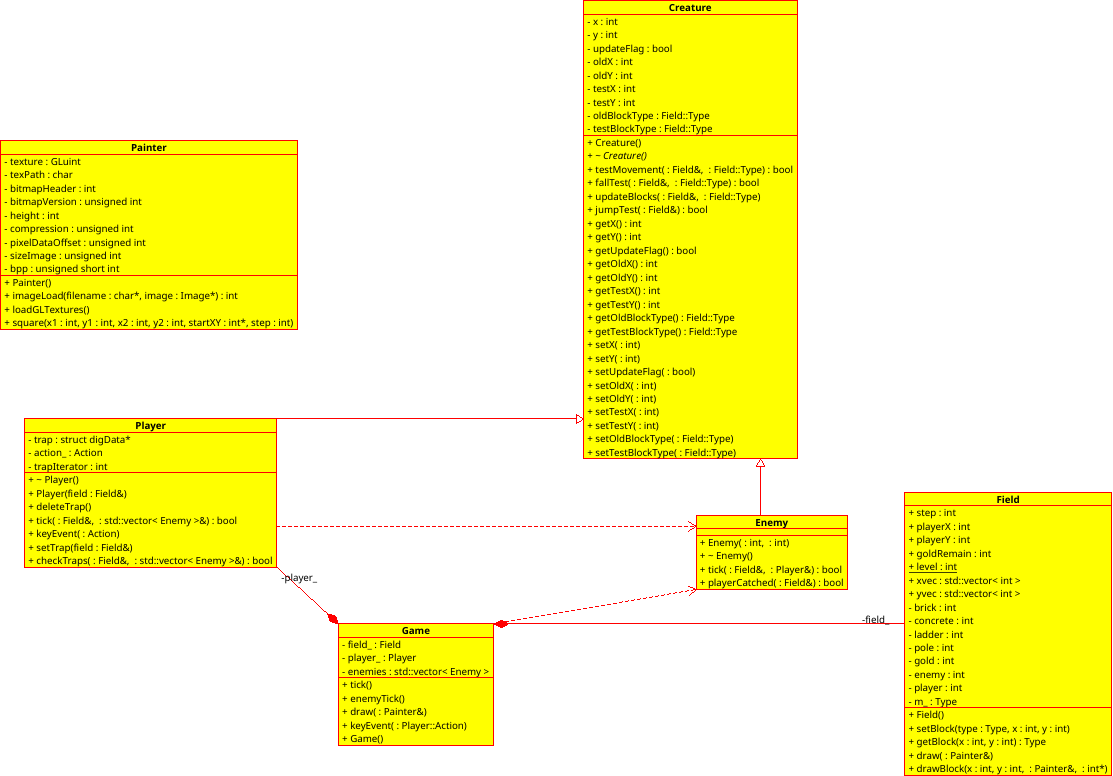 Creature
- x : int
- y : int
- updateFlag : bool
- oldX : int
- oldY : int
- testX : int
- testY : int
- oldBlockType : Field::Type
- testBlockType : Field::Type
+ Creature()
+ ~ Creature()
+ testMovement( : Field&,  : Field::Type) : bool
+ fallTest( : Field&,  : Field::Type) : bool
+ updateBlocks( : Field&,  : Field::Type)
+ jumpTest( : Field&) : bool
+ getX() : int
+ getY() : int
+ getUpdateFlag() : bool
+ getOldX() : int
+ getOldY() : int
+ getTestX() : int
+ getTestY() : int
+ getOldBlockType() : Field::Type
+ getTestBlockType() : Field::Type
+ setX( : int)
+ setY( : int)
+ setUpdateFlag( : bool)
+ setOldX( : int)
+ setOldY( : int)
+ setTestX( : int)
+ setTestY( : int)
+ setOldBlockType( : Field::Type)
+ setTestBlockType( : Field::Type)
Painter
- texture : GLuint
- texPath : char
- bitmapHeader : int
- bitmapVersion : unsigned int
- height : int
- compression : unsigned int
- pixelDataOffset : unsigned int
- sizeImage : unsigned int
- bpp : unsigned short int
+ Painter()
+ imageLoad(filename : char*, image : Image*) : int
+ loadGLTextures()
+ square(x1 : int, y1 : int, x2 : int, y2 : int, startXY : int*, step : int)
Player
- trap : struct digData*
- action_ : Action
- trapIterator : int
+ ~ Player()
+ Player(field : Field&)
+ deleteTrap()
+ tick( : Field&,  : std::vector< Enemy >&) : bool
+ keyEvent( : Action)
+ setTrap(field : Field&)
+ checkTraps( : Field&,  : std::vector< Enemy >&) : bool
-player_
Enemy
+ Enemy( : int,  : int)
+ ~ Enemy()
+ tick( : Field&,  : Player&) : bool
+ playerCatched( : Field&) : bool
Game
- field_ : Field
- player_ : Player
- enemies : std::vector< Enemy >
+ tick()
+ enemyTick()
+ draw( : Painter&)
+ keyEvent( : Player::Action)
+ Game()
-field_
Field
+ step : int
+ playerX : int
+ playerY : int
+ goldRemain : int
+ level : int
+ xvec : std::vector< int >
+ yvec : std::vector< int >
- brick : int
- concrete : int
- ladder : int
- pole : int
- gold : int
- enemy : int
- player : int
- m_ : Type
+ Field()
+ setBlock(type : Type, x : int, y : int)
+ getBlock(x : int, y : int) : Type
+ draw( : Painter&)
+ drawBlock(x : int, y : int,  : Painter&,  : int*)